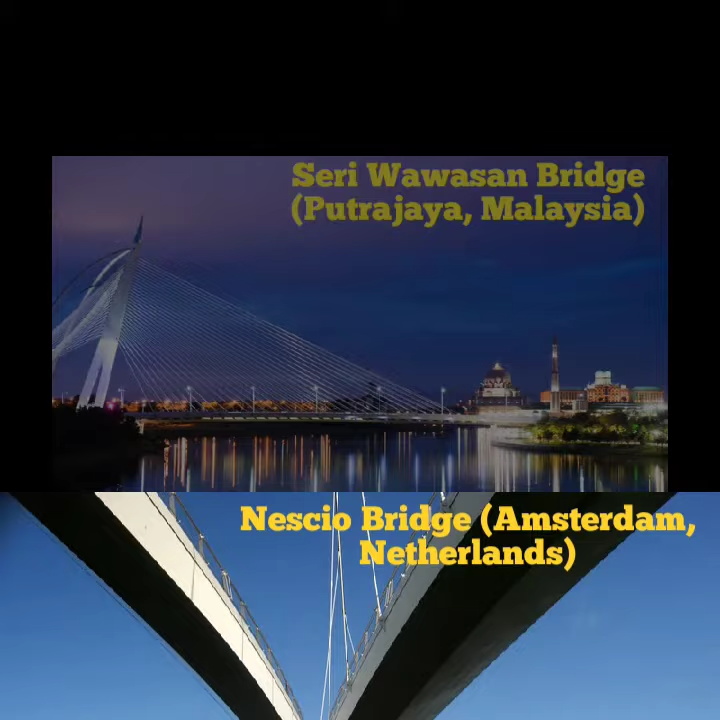 Seri Wawasan Bridge
(Putrajaya, Malaysia)
Nescio Bridge (Amsterdam,
Netherlands)